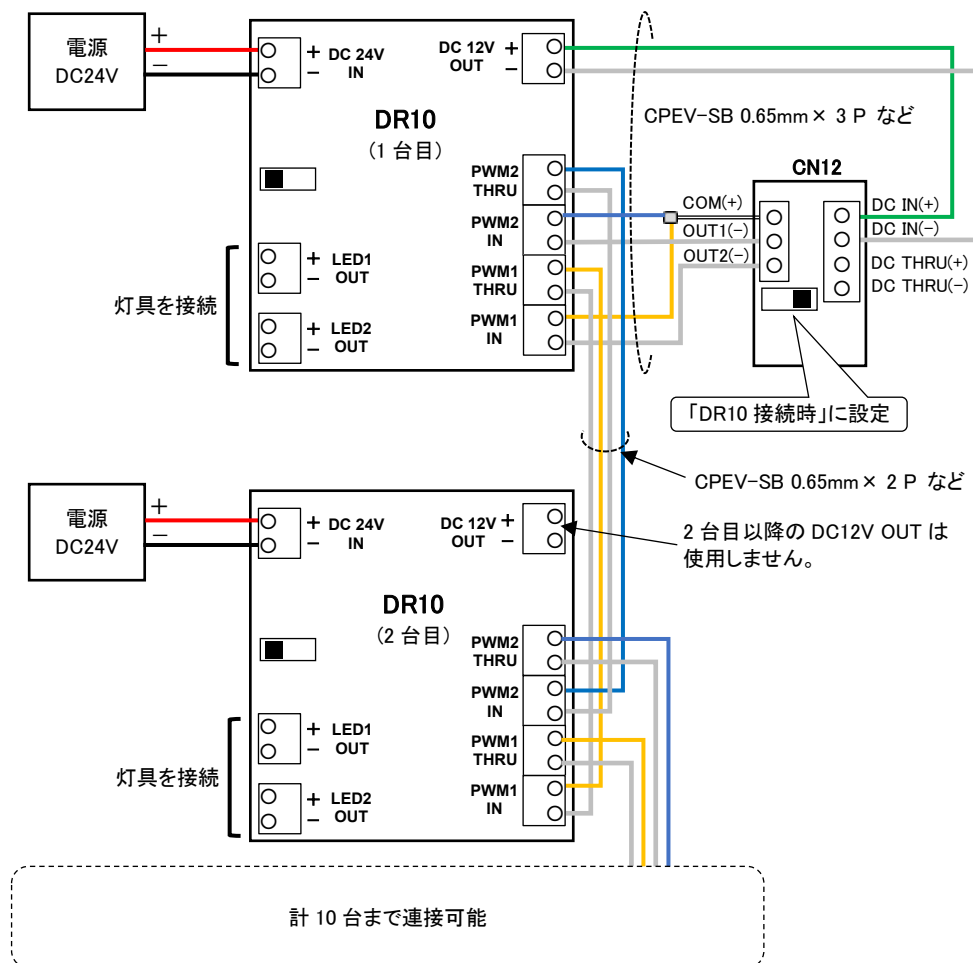 電源
DC24V
+
−
+ DC 24V
− IN
DC 12V +
OUT −
DR10
(1 台目)
CPEV-SB 0.65mm× 3 P など
PWM2
THRU
PWM2
IN
PWM1
THRU
PWM1
IN
+ LED1
− OUT
+ LED2
− OUT
灯具を接続
CN12
COM(+)
OUT1(-)
OUT2(-)
DC IN(+)
DC IN(-)
DC THRU(+)
DC THRU(-)
「DR10 接続時」に設定
CPEV-SB 0.65mm× 2 P など
電源
DC24V
+
−
+ DC 24V
− IN
DC 12V +
OUT −
2 台目以降の DC12V OUT は
使用しません。
DR10
(2 台目)
PWM2
THRU
PWM2
IN
PWM1
THRU
PWM1
IN
+ LED1
− OUT
+ LED2
− OUT
灯具を接続
計 10 台まで連接可能